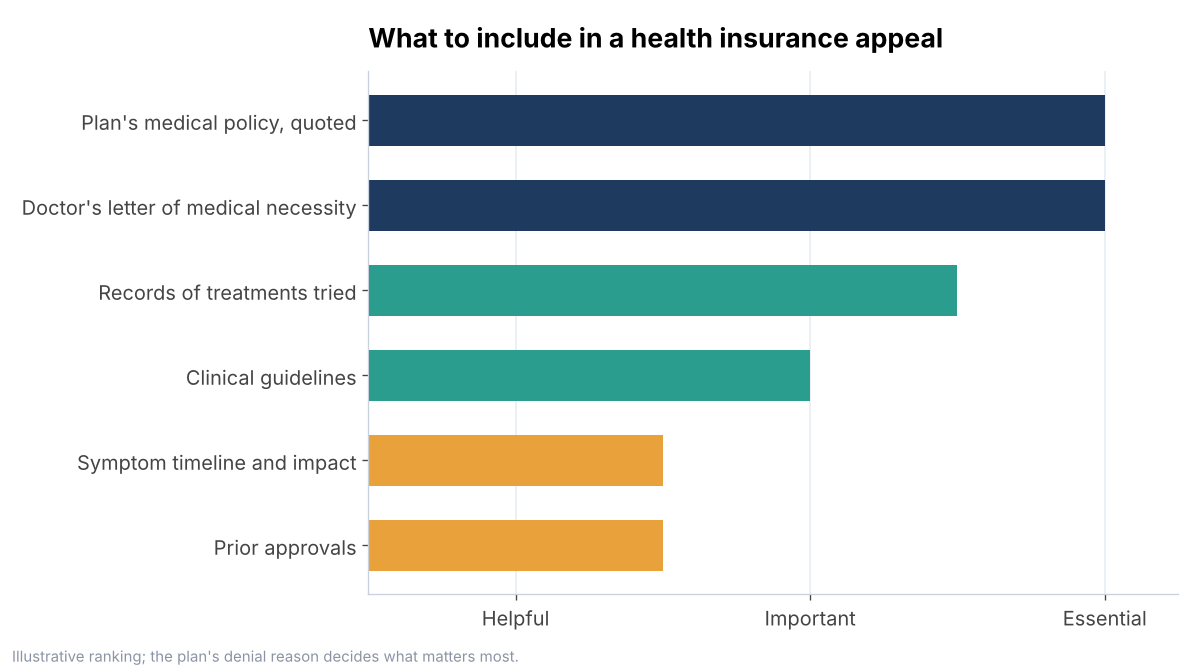 What to include in a health insurance appeal
Plan's medical policy, quoted
Doctor's letter of medical necessity
Records of treatments tried
Clinical guidelines
Symptom timeline and impact
Prior approvals
Helpful
Important
Essential
Illustrative ranking; the plan's denial reason decides what matters most.